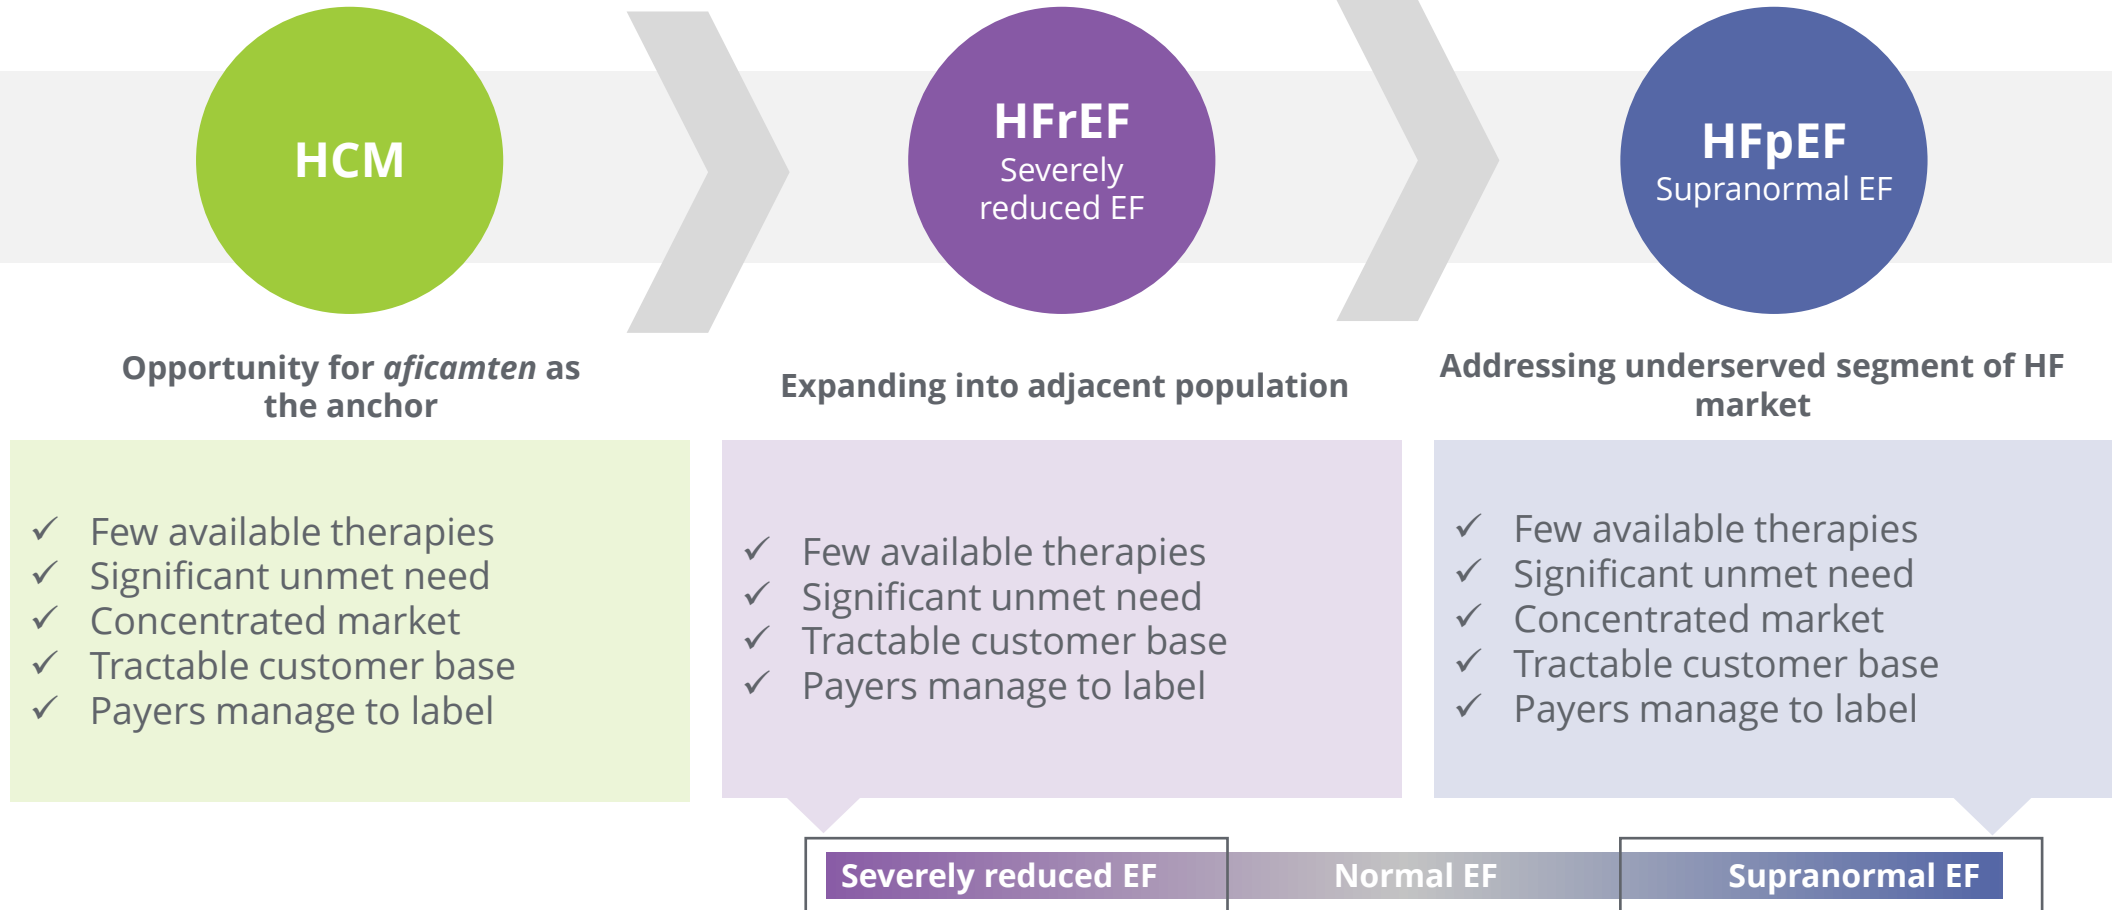 HCM
HFrEF
Severely
reduced EF
HFpEF
Supranormal EF
Opportunity for aficamten as
the anchor
Expanding into adjacent population
Addressing underserved segment of HF
market
✓ Few available therapies
✓ Significant unmet need
✓ Concentrated market
✓ Tractable customer base
✓ Payers manage to label
✓ Few available therapies
✓ Significant unmet need
✓ Tractable customer base
✓ Payers manage to label
✓ Few available therapies
✓ Significant unmet need
✓ Concentrated market
✓ Tractable customer base
✓ Payers manage to label
Severely reduced EF
Normal EF
Supranormal EF